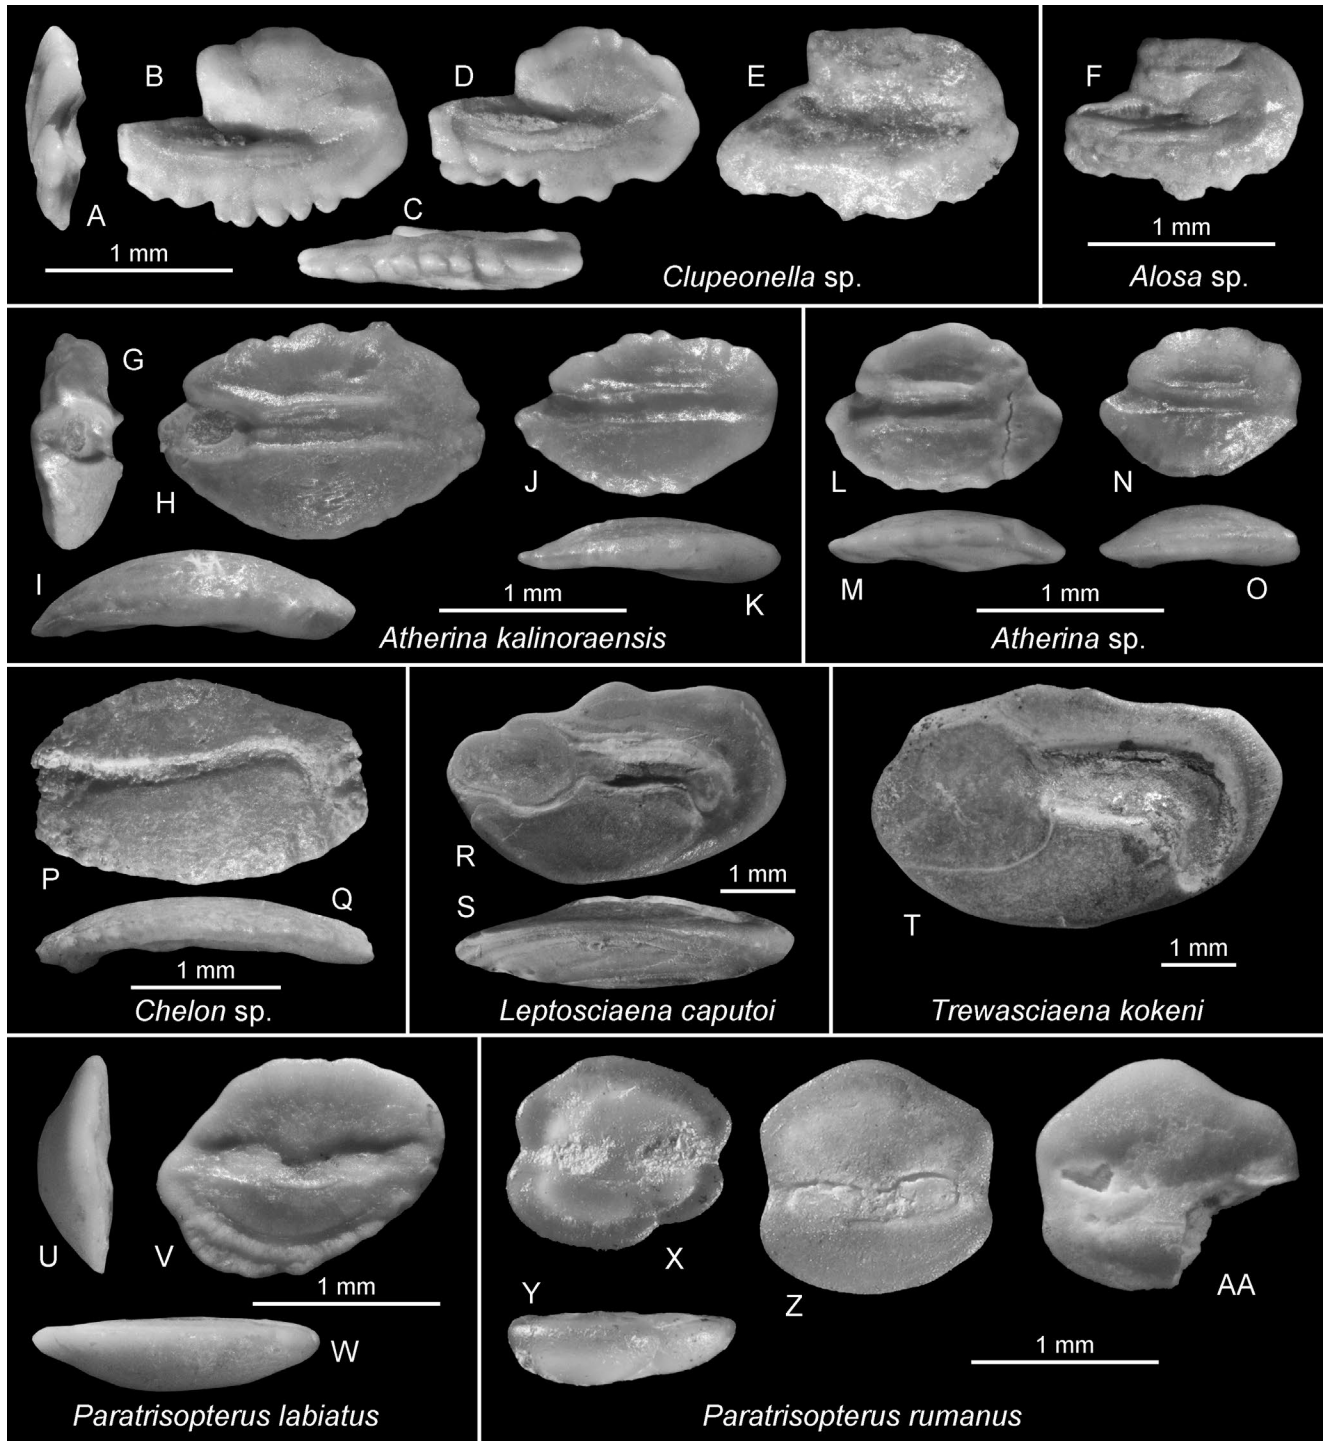 B
D
E
F
A
C
1 mm
Clupeonella sp.
1 mm
Alosa sp.
G
H
J
L
N
I
K
M
O
1 mm
Atherina kalinoraensis
1 mm
Atherina sp.
P
Q
1 mm
Chelon sp.
R
S
1 mm
Leptosciaena caputoi
T
1 mm
Trewasciaena kokeni
U
V
1 mm
W
Paratrisopterus labiatus
X
Y
Z
AA
1 mm
Paratrisopterus rumanus